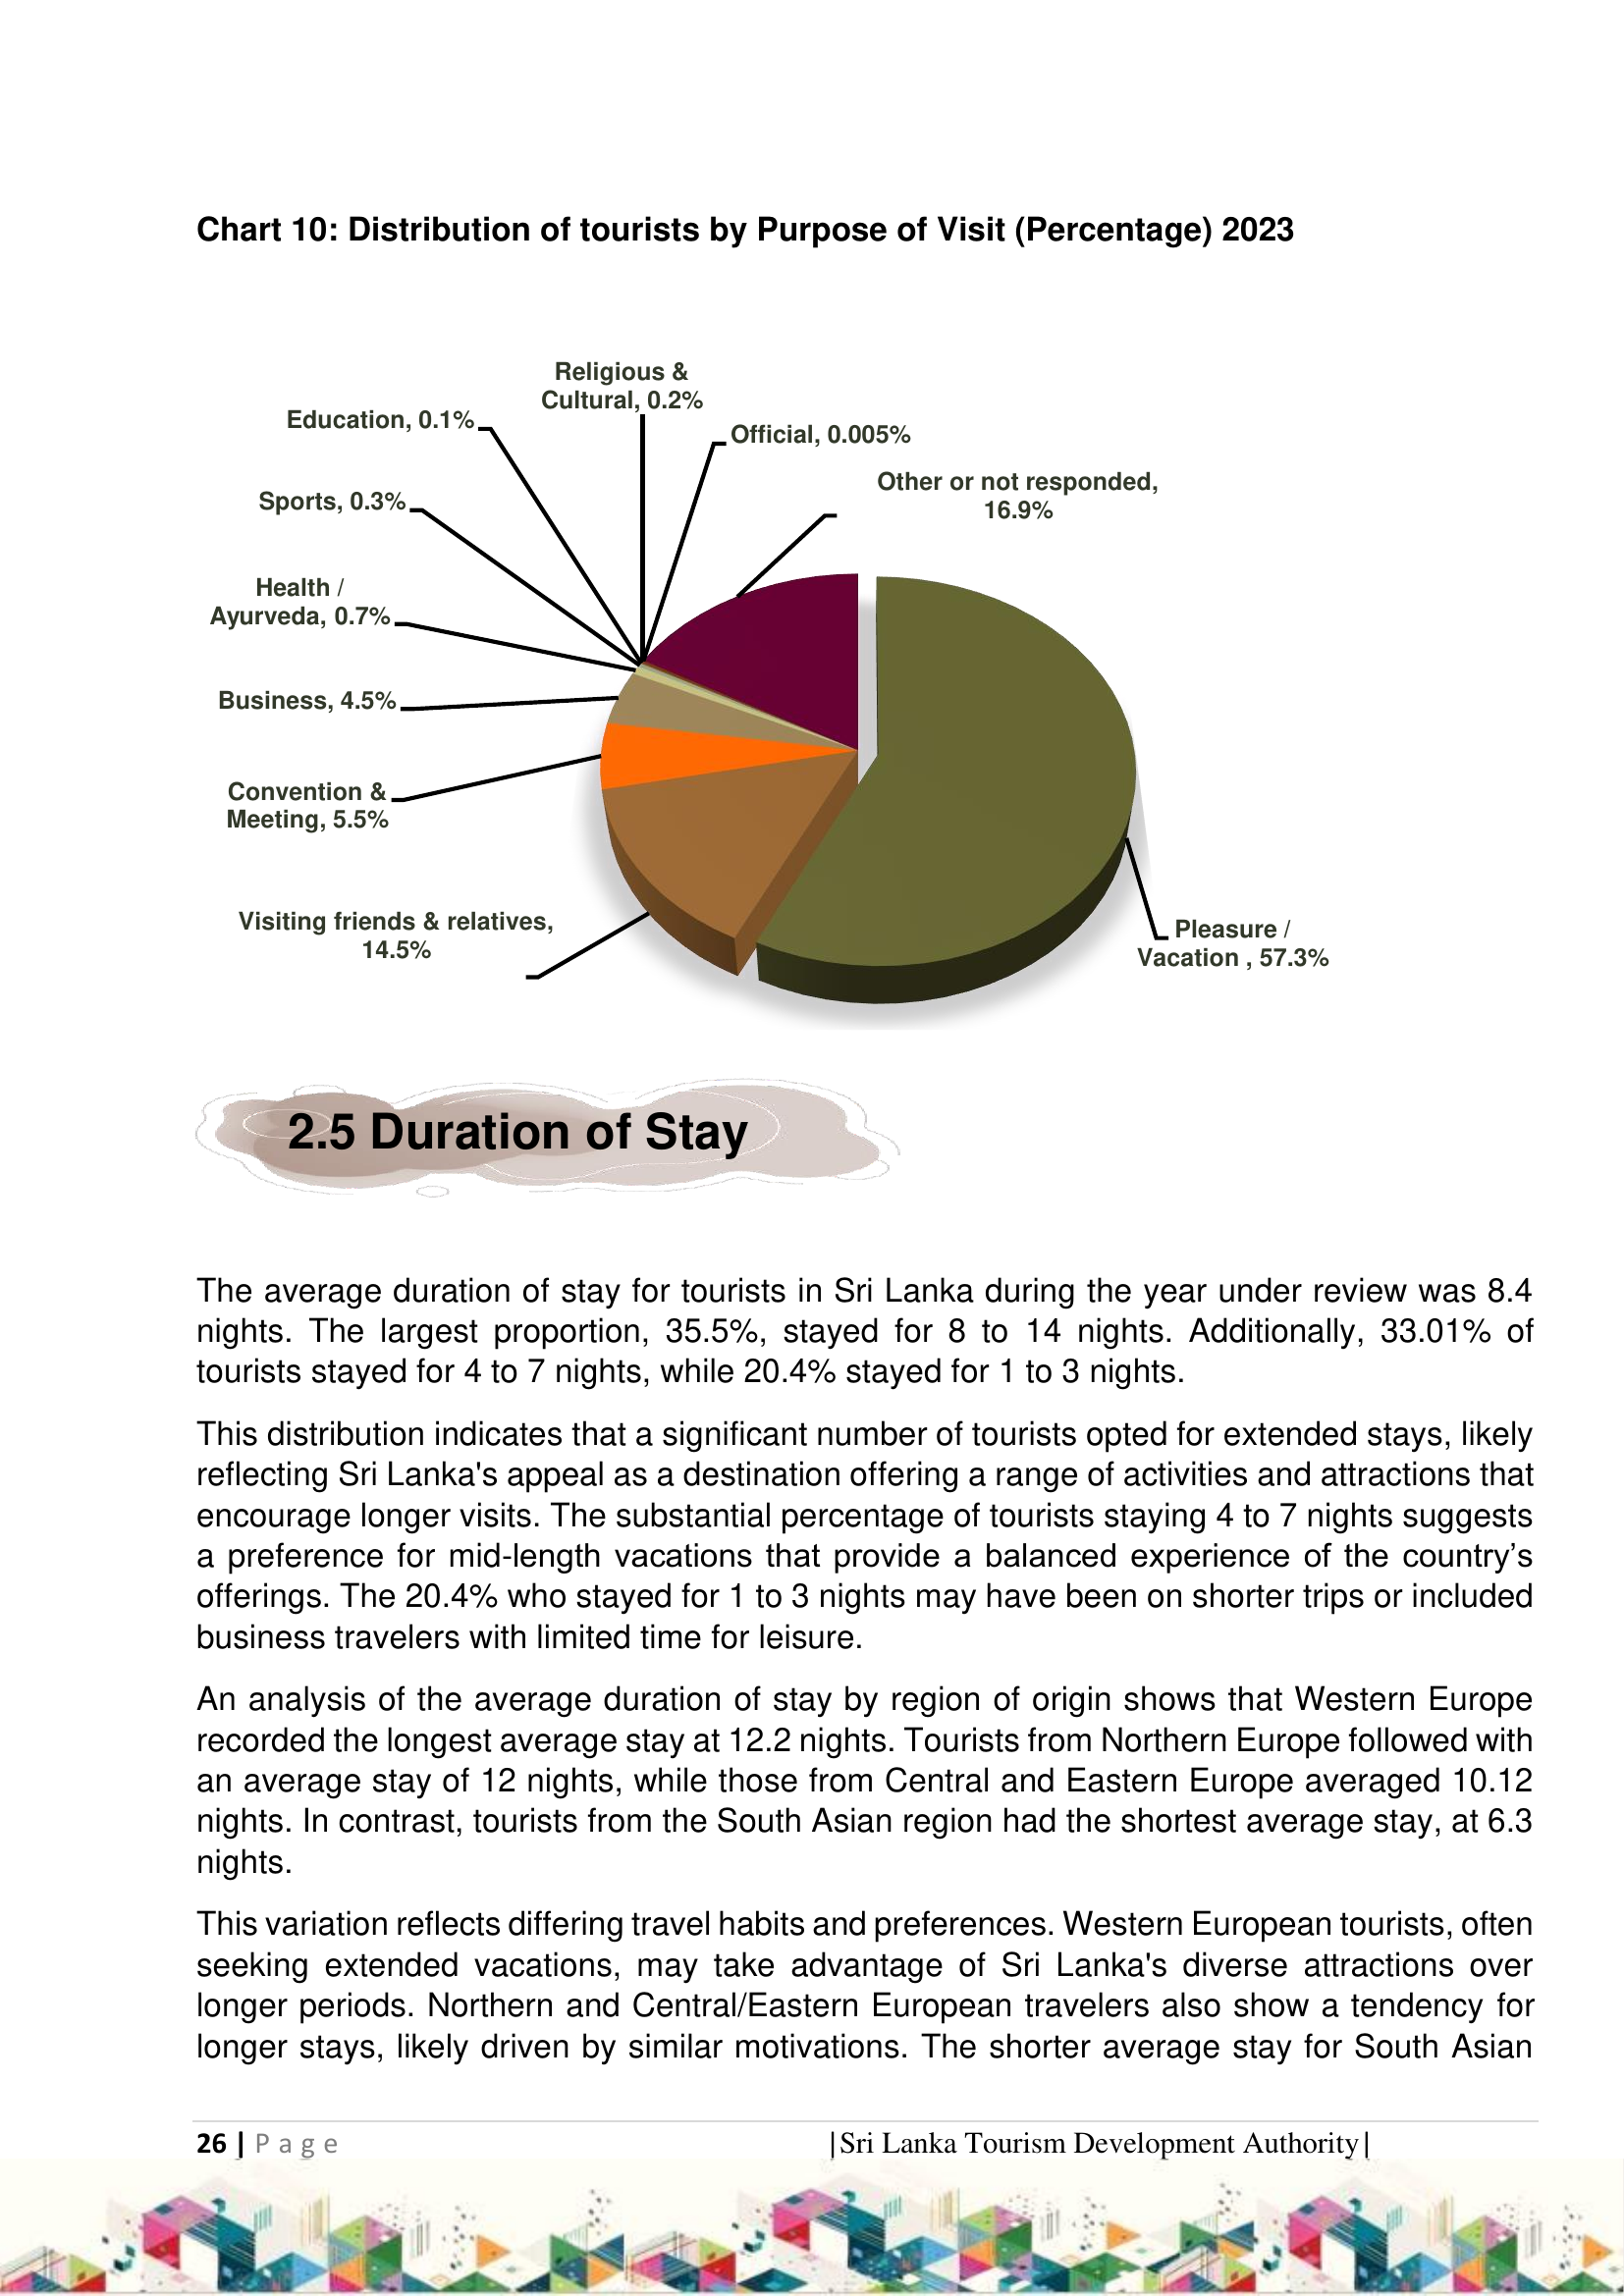 Chart 10: Distribution of tourists by Purpose of Visit (Percentage) 2023
Religious &
Cultural, 0.2%
Education, 0.1%
Official, 0.005%
Other or not responded,
16.9%
Sports, 0.3%
Health /
Ayurveda, 0.7%
Business, 4.5%
Convention &
Meeting, 5.5%
Visiting friends & relatives,
14.5%
Pleasure /
Vacation , 57.3%
2.5 Duration of Stay
The average duration of stay for tourists in Sri Lanka during the year under review was 8.4
nights. The largest proportion, 35.5%, stayed for 8 to 14 nights. Additionally, 33.01% of
tourists stayed for 4 to 7 nights, while 20.4% stayed for 1 to 3 nights.
This distribution indicates that a significant number of tourists opted for extended stays, likely
reflecting Sri Lanka's appeal as a destination offering a range of activities and attractions that
encourage longer visits. The substantial percentage of tourists staying 4 to 7 nights suggests
a preference for mid-length vacations that provide a balanced experience of the country’s
offerings. The 20.4% who stayed for 1 to 3 nights may have been on shorter trips or included
business travelers with limited time for leisure.
An analysis of the average duration of stay by region of origin shows that Western Europe
recorded the longest average stay at 12.2 nights. Tourists from Northern Europe followed with
an average stay of 12 nights, while those from Central and Eastern Europe averaged 10.12
nights. In contrast, tourists from the South Asian region had the shortest average stay, at 6.3
nights.
This variation reflects differing travel habits and preferences. Western European tourists, often
seeking extended vacations, may take advantage of Sri Lanka's diverse attractions over
longer periods. Northern and Central/Eastern European travelers also show a tendency for
longer stays, likely driven by similar motivations. The shorter average stay for South Asian
26 | P a g e
|Sri Lanka Tourism Development Authority|